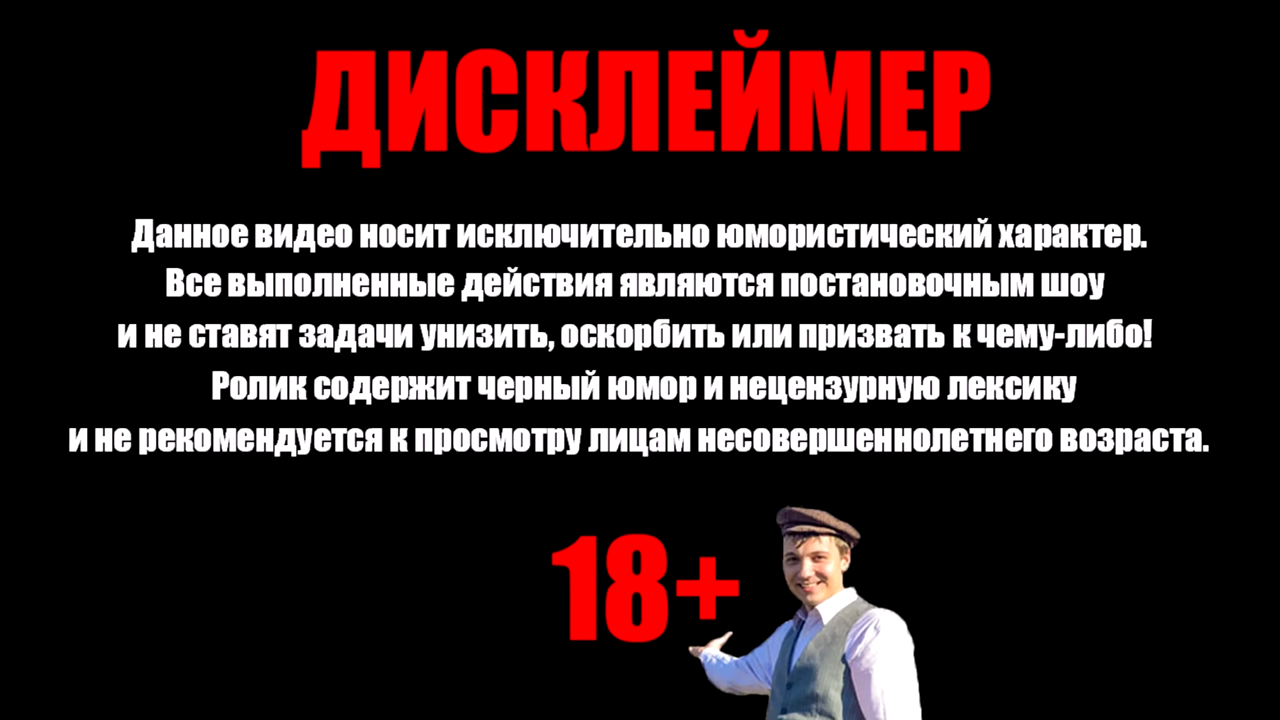 ДИСКЛЕЙМЕР
Данное видео носит исключительно юмористический характер.
Все выполненные действия являются постановочным шоу
и не ставят задачи унизить, оскорбить или призвать к чему-либо!
Ролик содержит черный юмор и нецензурную лексику
и не рекомендуется к просмотру лицам несовершеннолетнего возраста.
18+